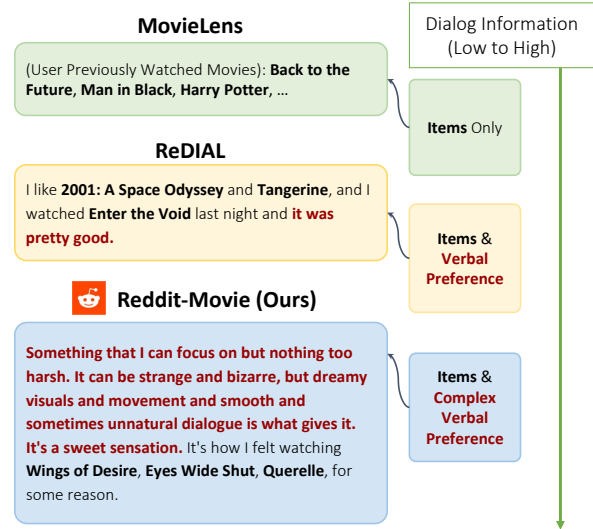 MovieLens
Dialog Information
(Low to High)
(User Previously Watched Movies): Back to the
Future, Man in Black, Harry Potter, ...
Items Only
ReDIAL
I like 2001: A Space Odyssey and Tangerine, and I
watched Enter the Void last night and it was
pretty good.
Items &
Verbal
Preference
Reddit-Movie (Ours)
Something that I can focus on but nothing too
harsh. It can be strange and bizarre, but dreamy
visuals and movement and smooth and
sometimes unnatural dialogue is what gives it.
It's a sweet sensation. It's how I felt watching
Wings of Desire, Eyes Wide Shut, Querelle, for
some reason.
Items &
Complex
Verbal
Preference